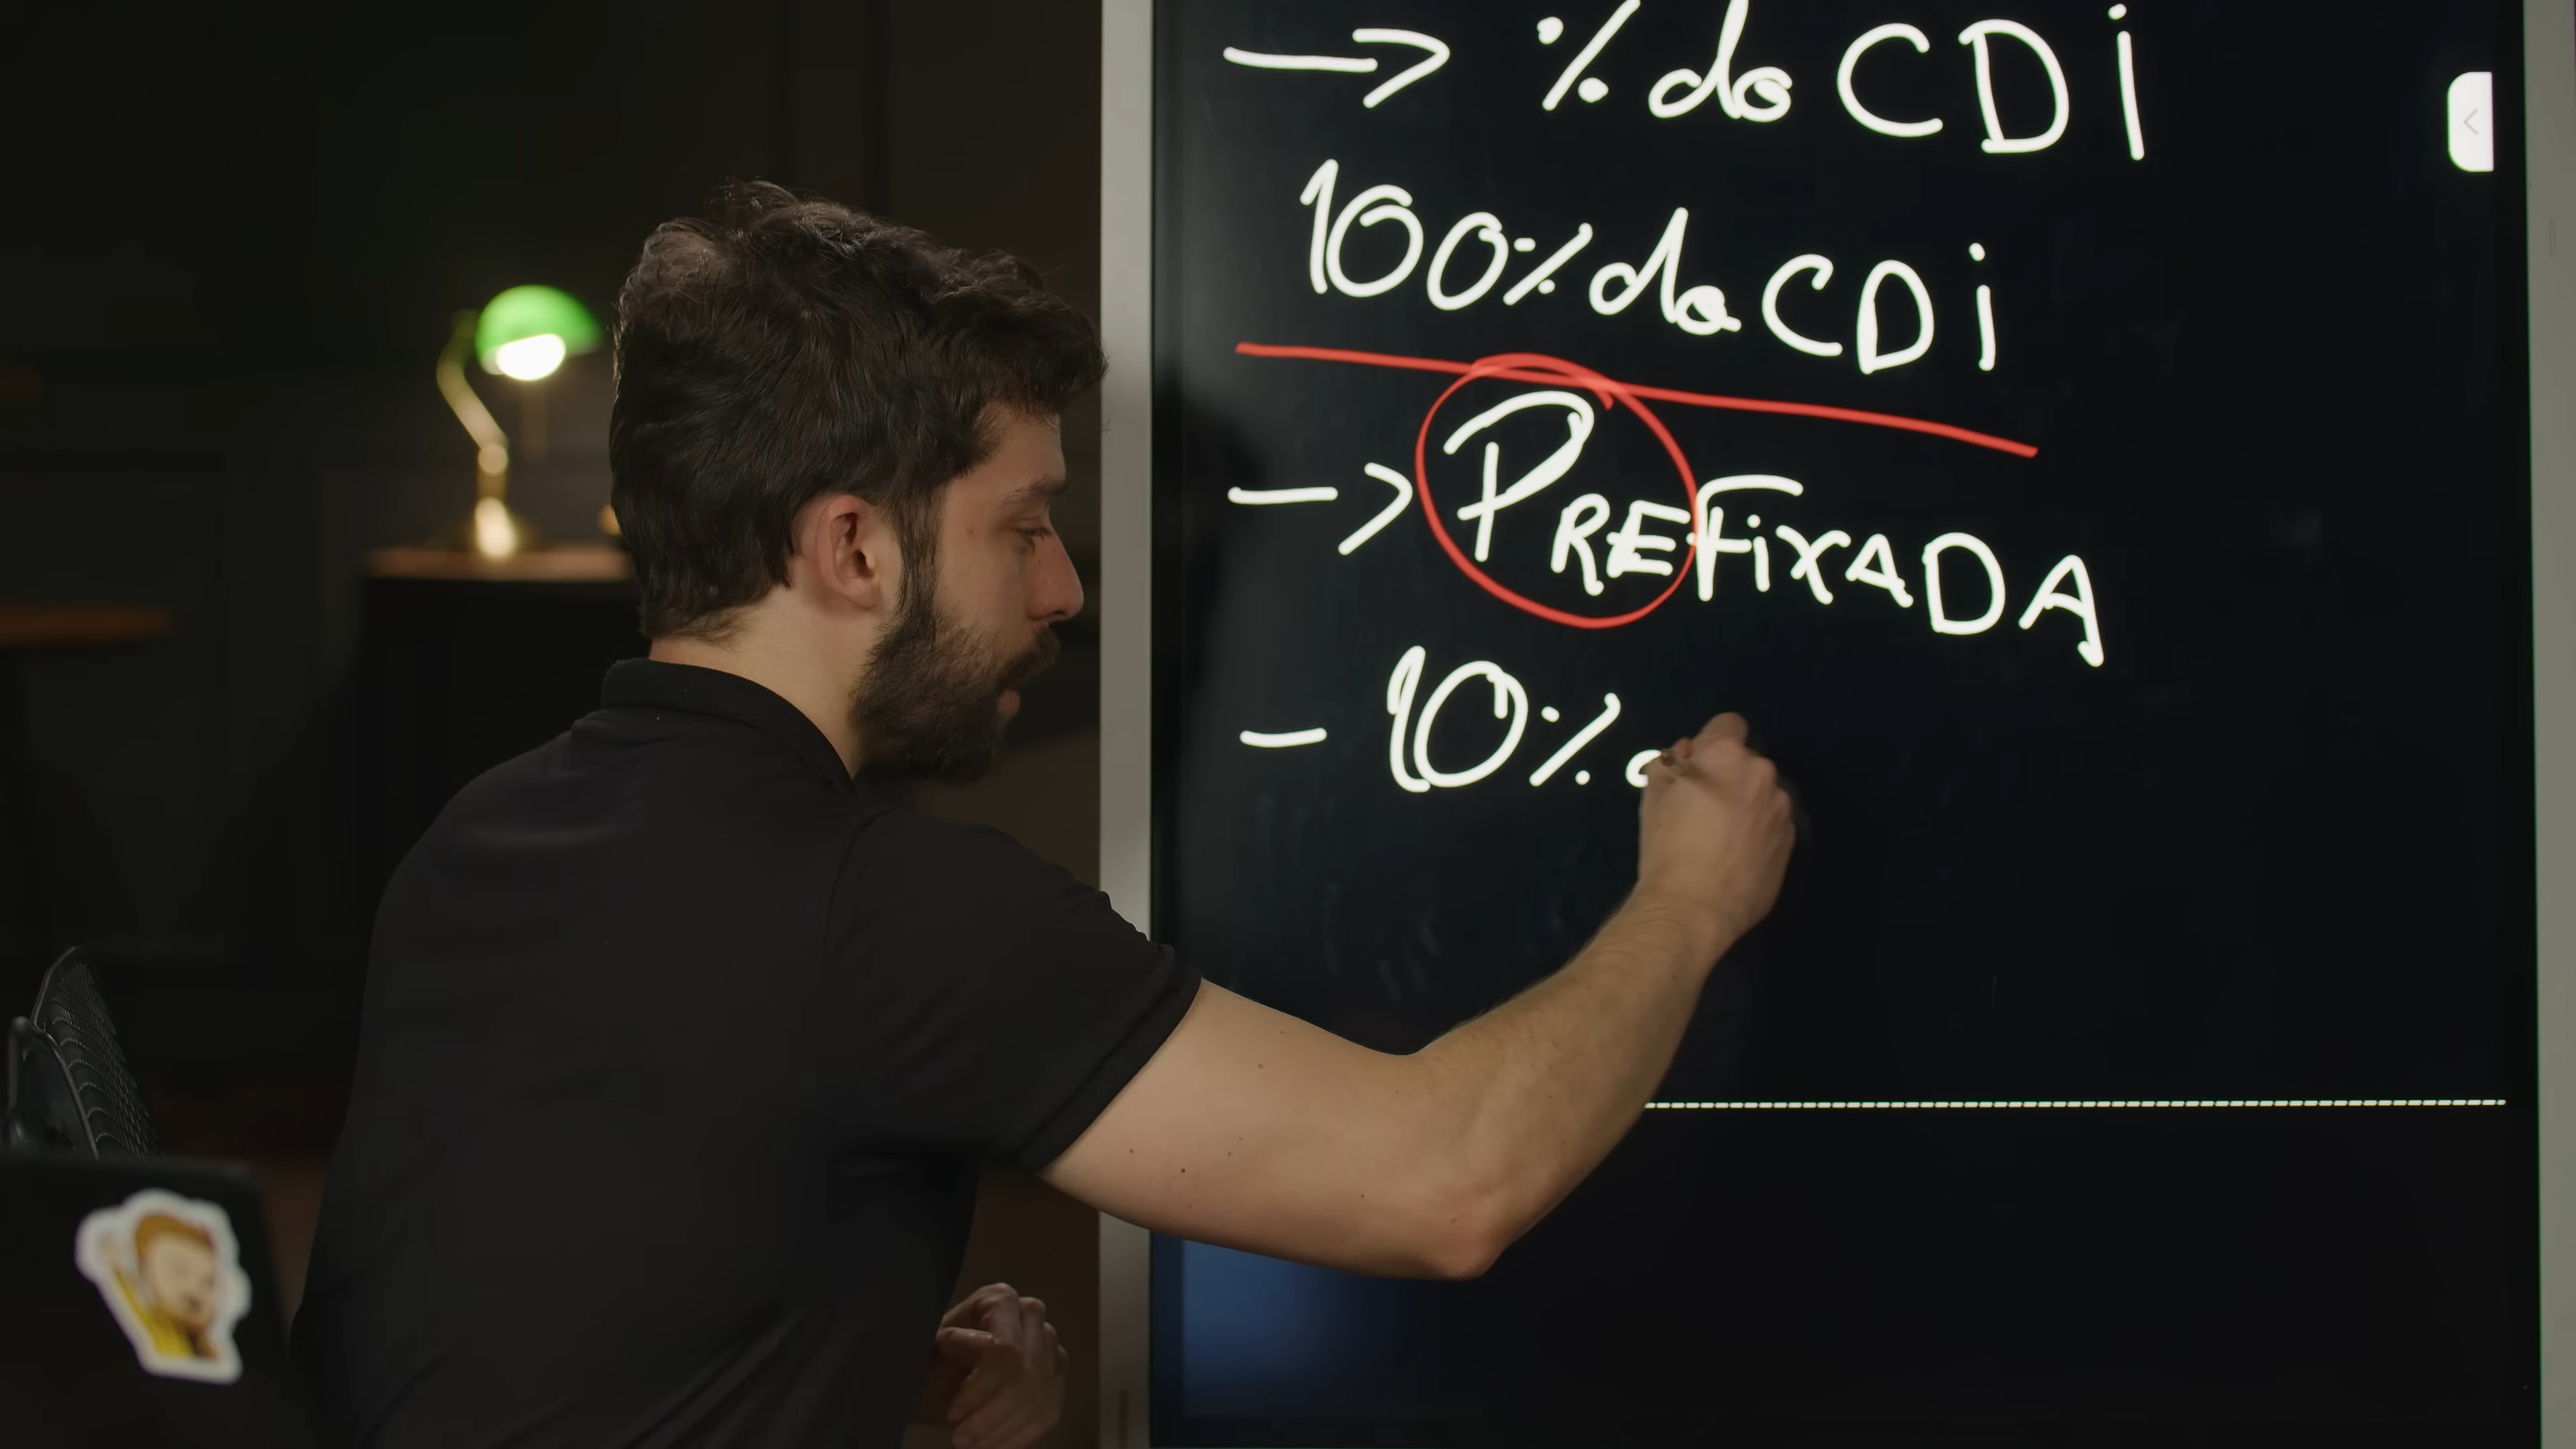 → % do CDI
100% do CDI
→ PREFIXADA
- 10%